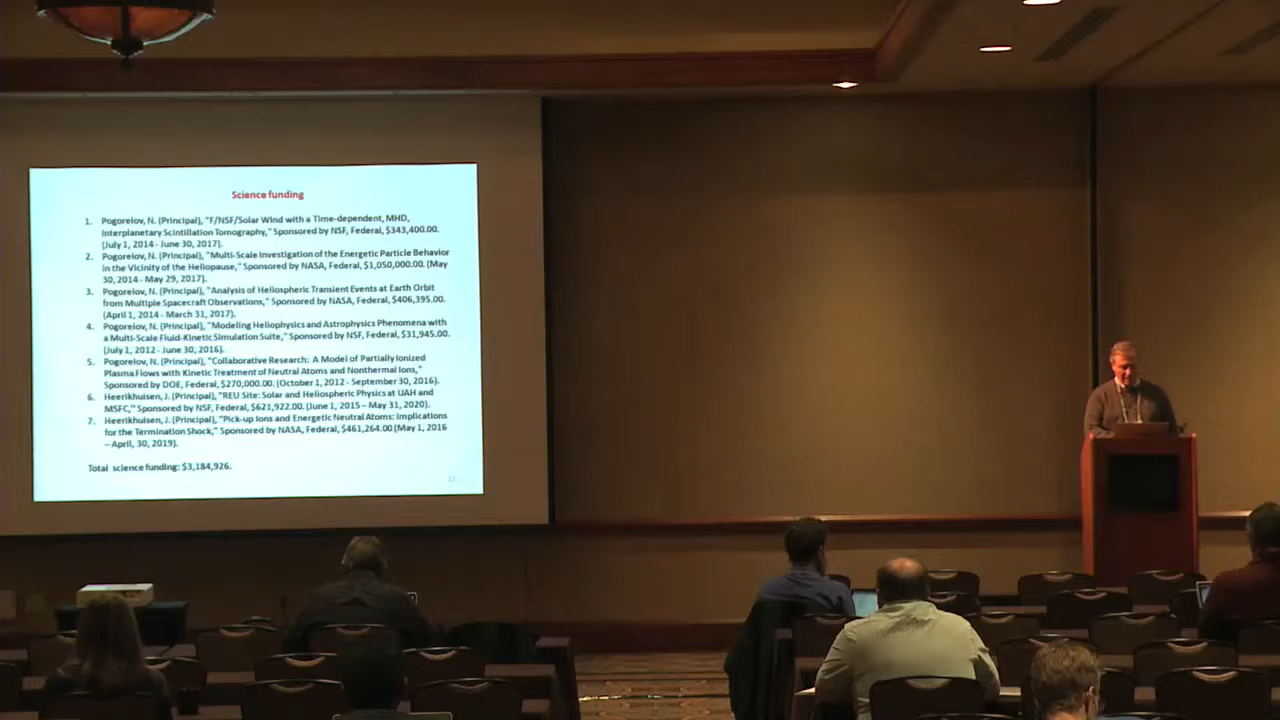 Science funding
1. Pogorelov, N. (Principal), "F/NSF/Solar Wind with a Time-dependent, MHD,
Interplanetary Scintillation Tomography," Sponsored by NSF, Federal, $343,400.00.
(July 1, 2014 - June 30, 2017).
2. Pogorelov, N. (Principal), "Multi-Scale Investigation of the Energetic Particle Behavior
in the Vicinity of the Heliopause," Sponsored by NASA, Federal, $1,050,000.00. (May
30, 2014 - May 29, 2017).
3. Pogorelov, N. (Principal), "Analysis of Heliospheric Transient Events at Earth Orbit
from Multiple Spacecraft Observations," Sponsored by NASA, Federal, $406,395.00.
(April 1, 2014 - March 31, 2017).
4. Pogorelov, N. (Principal), "Modeling Heliophysics and Astrophysics Phenomena with
a Multi-Scale Fluid-Kinetic Simulation Suite," Sponsored by NSF, Federal, $31,945.00.
(July 1, 2012 - June 30, 2016).
5. Pogorelov, N. (Principal), "Collaborative Research: A Model of Partially Ionized
Plasma Flows with Kinetic Treatment of Neutral Atoms and Nonthermal Ions,"
Sponsored by DOE, Federal, $270,000.00. (October 1, 2012 - September 30, 2016).
6. Heerikhuisen, J. (Principal), "REU Site: Solar and Heliospheric Physics at UAH and
MSFC," Sponsored by NSF, Federal, $621,922.00. (June 1, 2015 – May 31, 2020).
7. Heerikhuisen, J. (Principal), "Pick-up Ions and Energetic Neutral Atoms: Implications
for the Termination Shock," Sponsored by NASA, Federal, $461,264.00 (May 1, 2016
– April, 30, 2019).
Total science funding: $3,184,926.